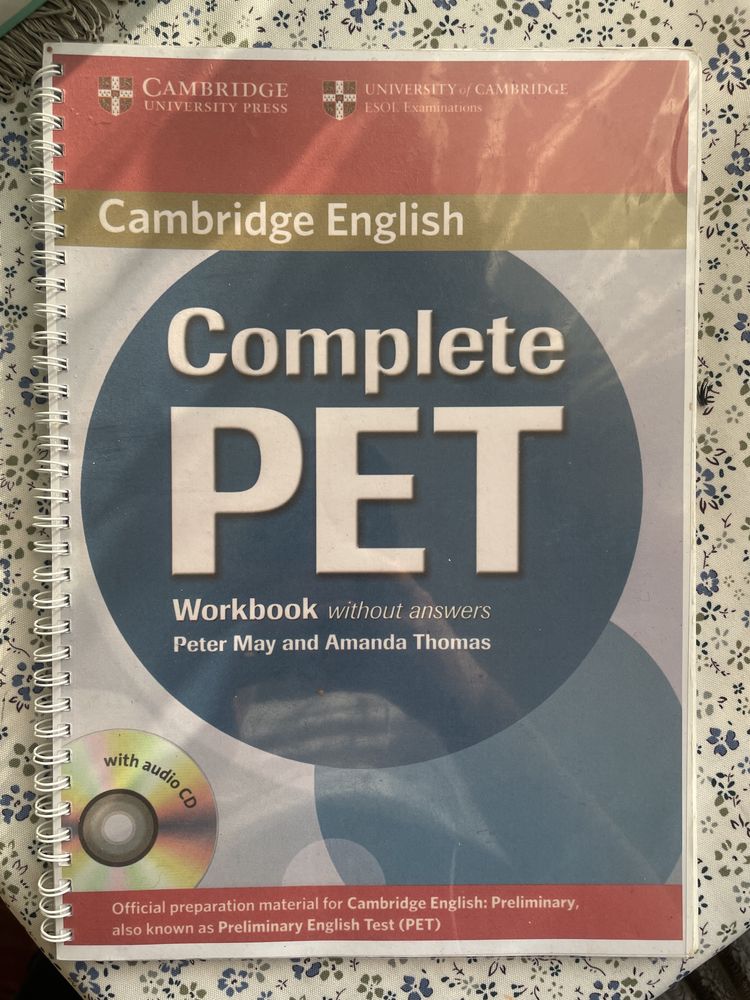 CAMBRIDGE
UNIVERSITY PRESS
UNIVERSITY of CAMBRIDGE
ESOL Examinations
Cambridge English
Complete
PET
Workbook without answers
Peter May and Amanda Thomas
with audio CD
Official preparation material for Cambridge English: Preliminary,
also known as Preliminary English Test (PET)